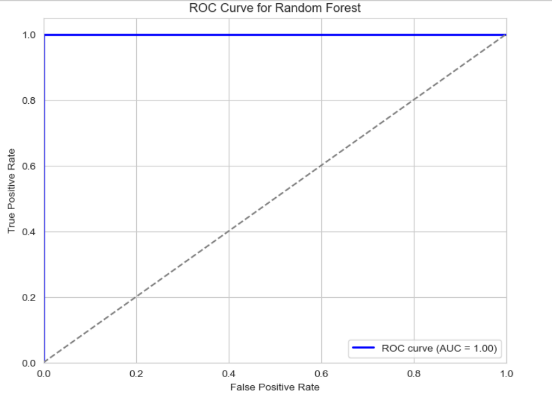 ROC Curve for Random Forest
1.0
0.8
0.6
0.4
0.2
0.0
True Positive Rate
ROC curve (AUC = 1.00)
0.0 0.2 0.4 0.6 0.8 1.0
False Positive Rate